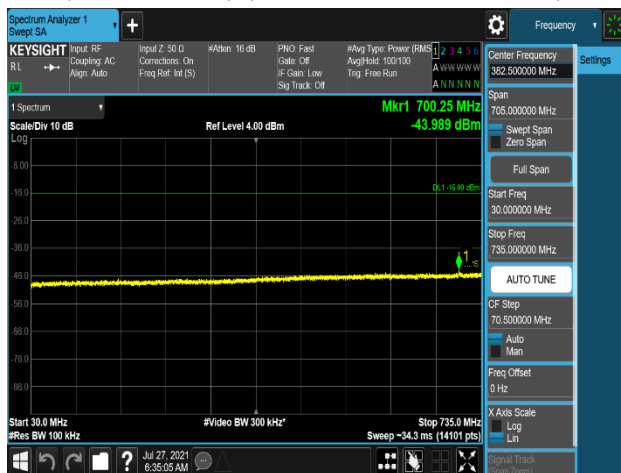 Spectrum Analyzer 1
Swept SA
Frequency
KEYSIGHT
RL
Input: RF
Coupling: AC
Align: Auto
Input Z: 50 Ω
Corrections: On
Freq Ref: Int (S)
#Atten: 16 dB
PNO: Fast
Gate: Off
IF Gain: Low
Sig Track: Off
#Avg Type: Power (RMS
Avg|Hold: 100/100
Trig: Free Run
1 2 3 4 5 6
A W W W W W
A N N N N N
LXI
1 Spectrum
Scale/Div 10 dB
Log
Ref Level 4.00 dBm
Mkr1 700.25 MHz
-43.989 dBm
-6.00
-16.0
-26.0
-36.0
-46.0
-56.0
-66.0
-76.0
-86.0
DL1 -16.00 dBm
1
Start 30.0 MHz
#Res BW 100 kHz
#Video BW 300 kHz*
Stop 735.0 MHz
Sweep ~34.3 ms (14101 pts)
Jul 27, 2021
6:35:05 AM
?
Center Frequency
382.500000 MHz
Settings
Span
705.000000 MHz
Swept Span
Zero Span
Full Span
Start Freq
30.000000 MHz
Stop Freq
735.000000 MHz
AUTO TUNE
CF Step
70.500000 MHz
Auto
Man
Freq Offset
0 Hz
X Axis Scale
Log
Lin
Signal Track
(Span Zoom)